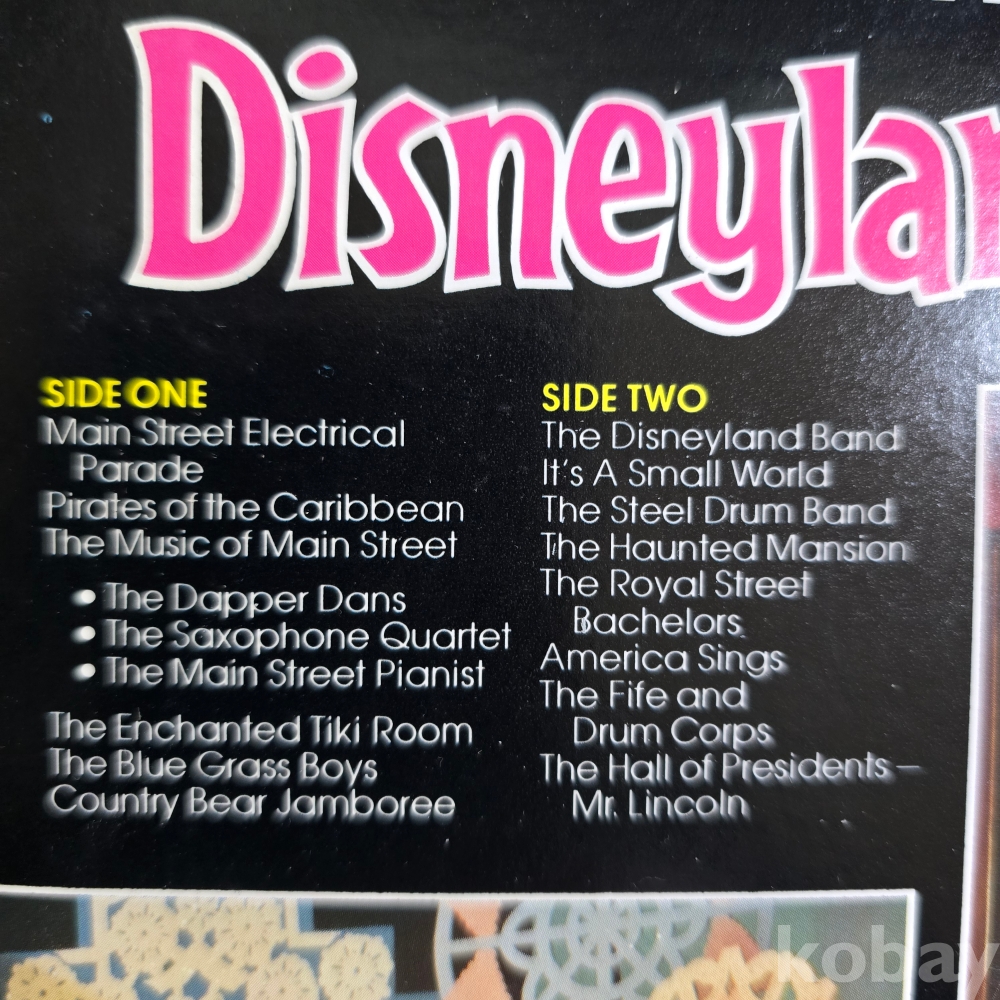 Disneylan
SIDE ONE
Main Street Electrical
Parade
Pirates of the Caribbean
The Music of Main Street
• The Dapper Dans
• The Saxophone Quartet
• The Main Street Pianist
The Enchanted Tiki Room
The Blue Grass Boys
Country Bear Jamboree
SIDE TWO
The Disneyland Band
It's A Small World
The Steel Drum Band
The Haunted Mansion
The Royal Street
Bachelors
America Sings
The Fife and
Drum Corps
The Hall of Presidents—
Mr. Lincoln
kobay